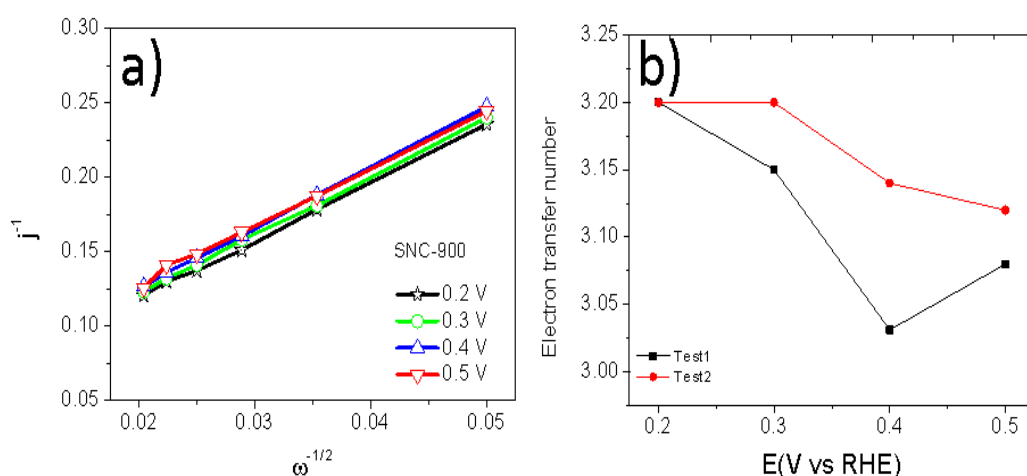 a)
0.30
0.25
0.20
0.15
0.10
0.05
j⁻¹
0.01
0.02
0.03
0.04
0.05
ω⁻¹/²
SNC-900
0.2 V
0.3 V
0.4 V
0.5 V
b)
3.25
3.20
3.15
3.10
3.05
3.00
Electron transfer number
0.2
0.3
0.4
0.5
E(V vs RHE)
Test1
Test2